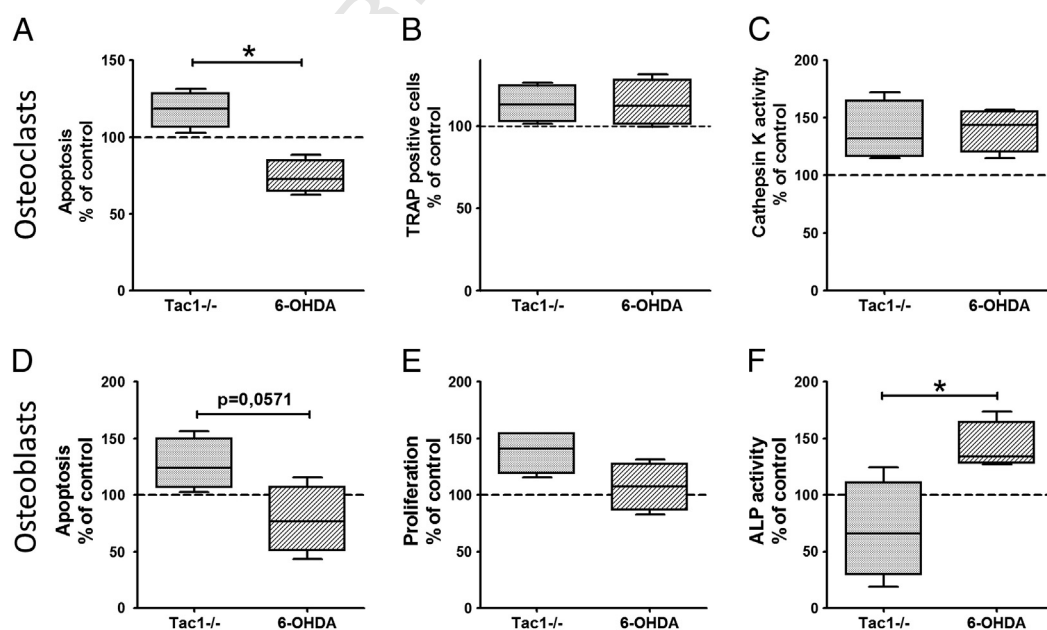 A
Osteoclasts
Apoptosis
% of control
150
100
50
0
*
Tac1-/-
6-OHDA
B
TRAP positive cells
% of control
100
50
0
Tac1-/-
6-OHDA
C
Cathepsin K activity
% of control
200
150
100
50
0
Tac1-/-
6-OHDA
D
Osteoblasts
Apoptosis
% of control
200
150
100
50
0
p=0,0571
Tac1-/-
6-OHDA
E
Proliferation
% of control
200
150
100
50
0
Tac1-/-
6-OHDA
F
ALP activity
% of control
200
150
100
50
0
*
Tac1-/-
6-OHDA